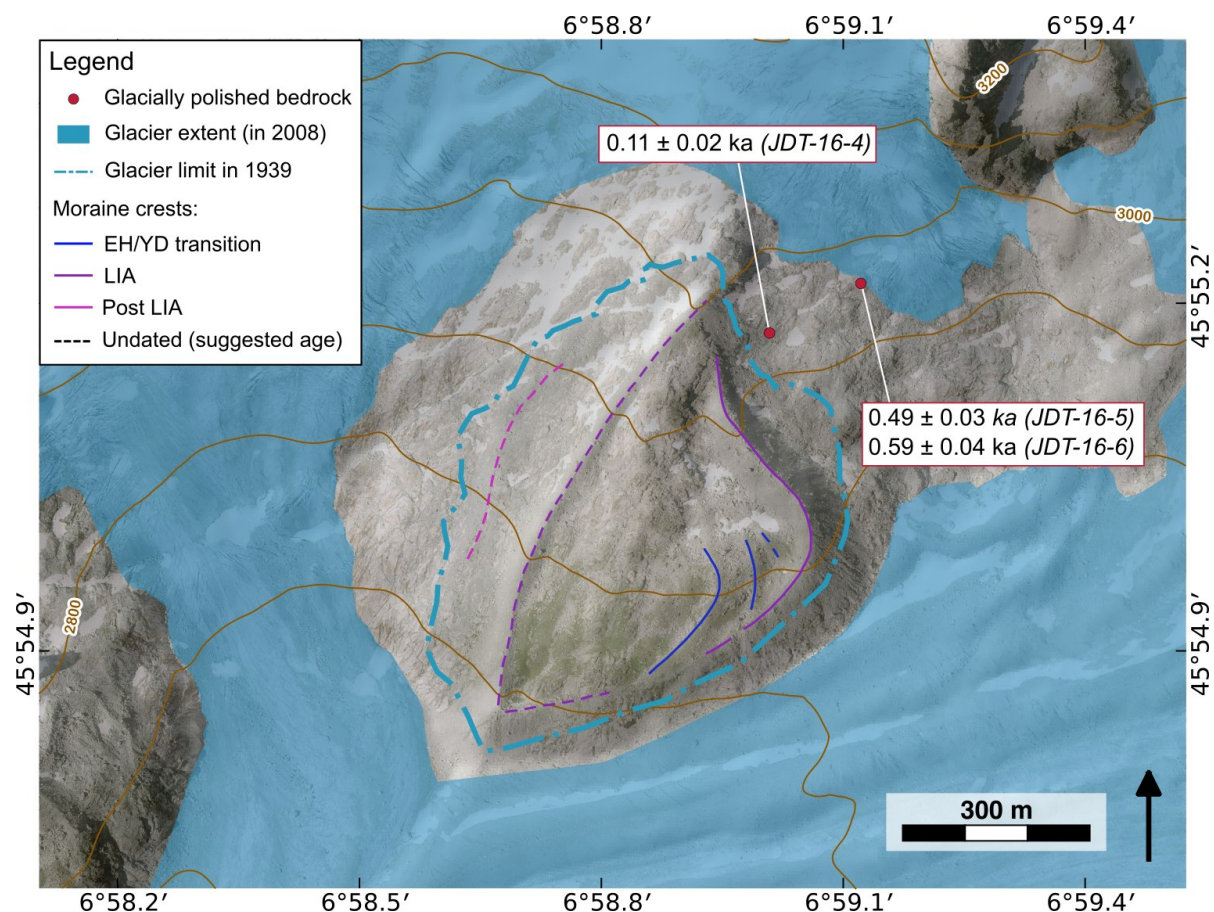 6°58.8′ 6°59.1′ 6°59.4′
Legend
Glacially polished bedrock
Glacier extent (in 2008)
Glacier limit in 1939
Moraine crests:
EH/YD transition
LIA
Post LIA
Undated (suggested age)
3200
0.11 ± 0.02 ka (JDT-16-4)
3000
45°55.2′
0.49 ± 0.03 ka (JDT-16-5)
0.59 ± 0.04 ka (JDT-16-6)
2800
45°54.9′ 45°54.9′
300 m
6°58.2′ 6°58.5′ 6°58.8′ 6°59.1′ 6°59.4′